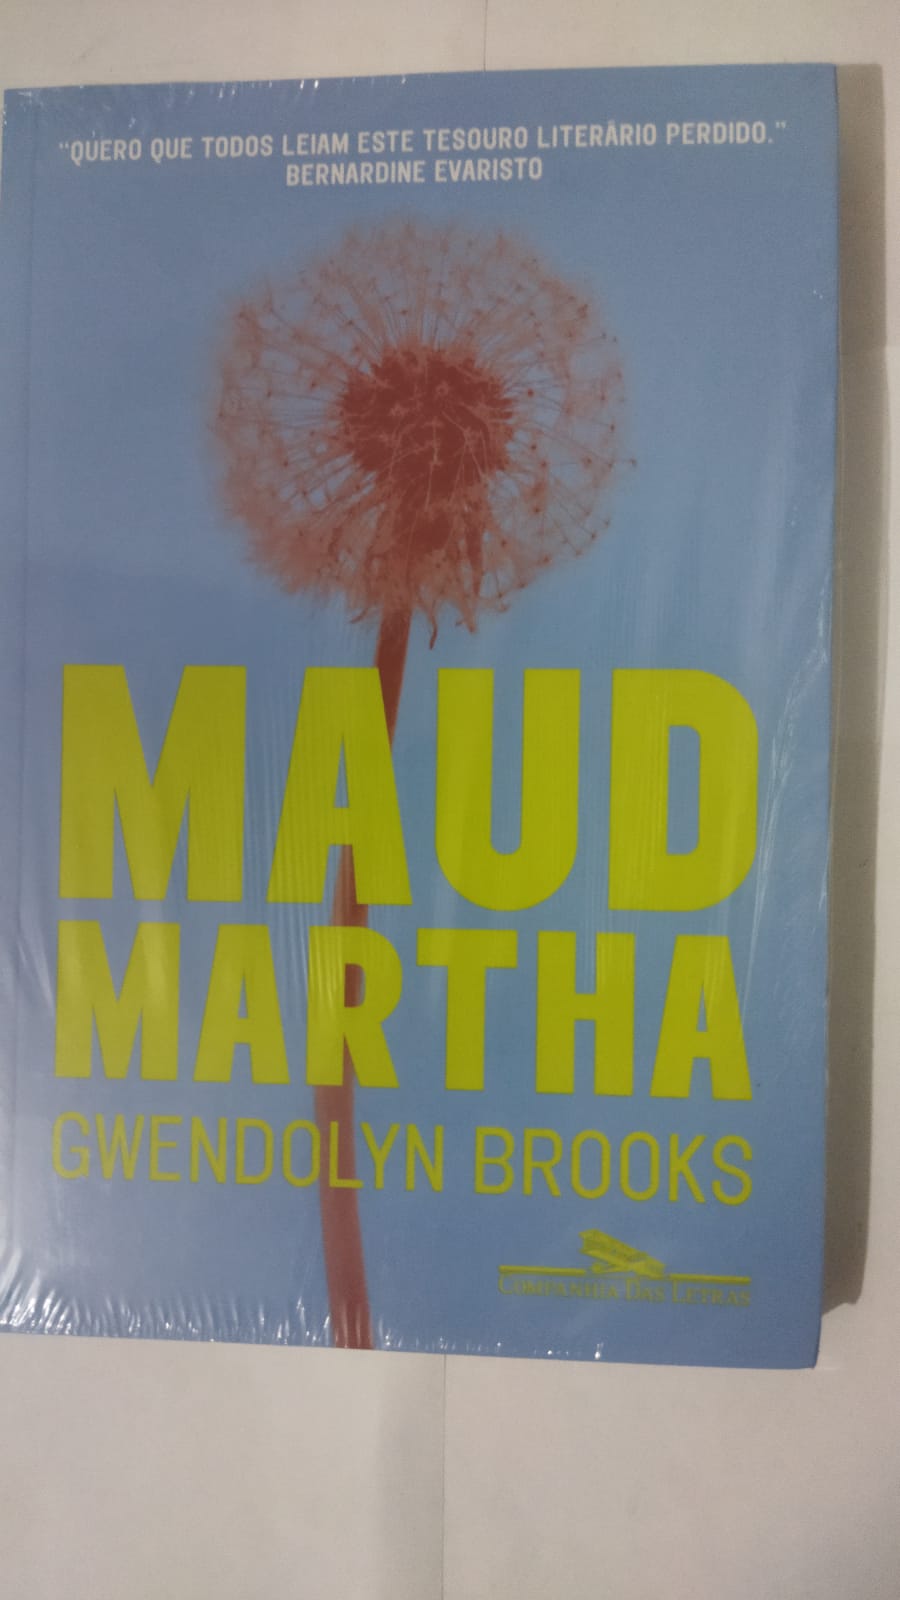 “QUERO QUE TODOS LEIAM ESTE TESOURO LITERÁRIO PERDIDO.”
BERNARDINE EVARISTO
MAUD
MARTHA
GWENDOLYN BROOKS
COMPANHIA DAS LETRAS